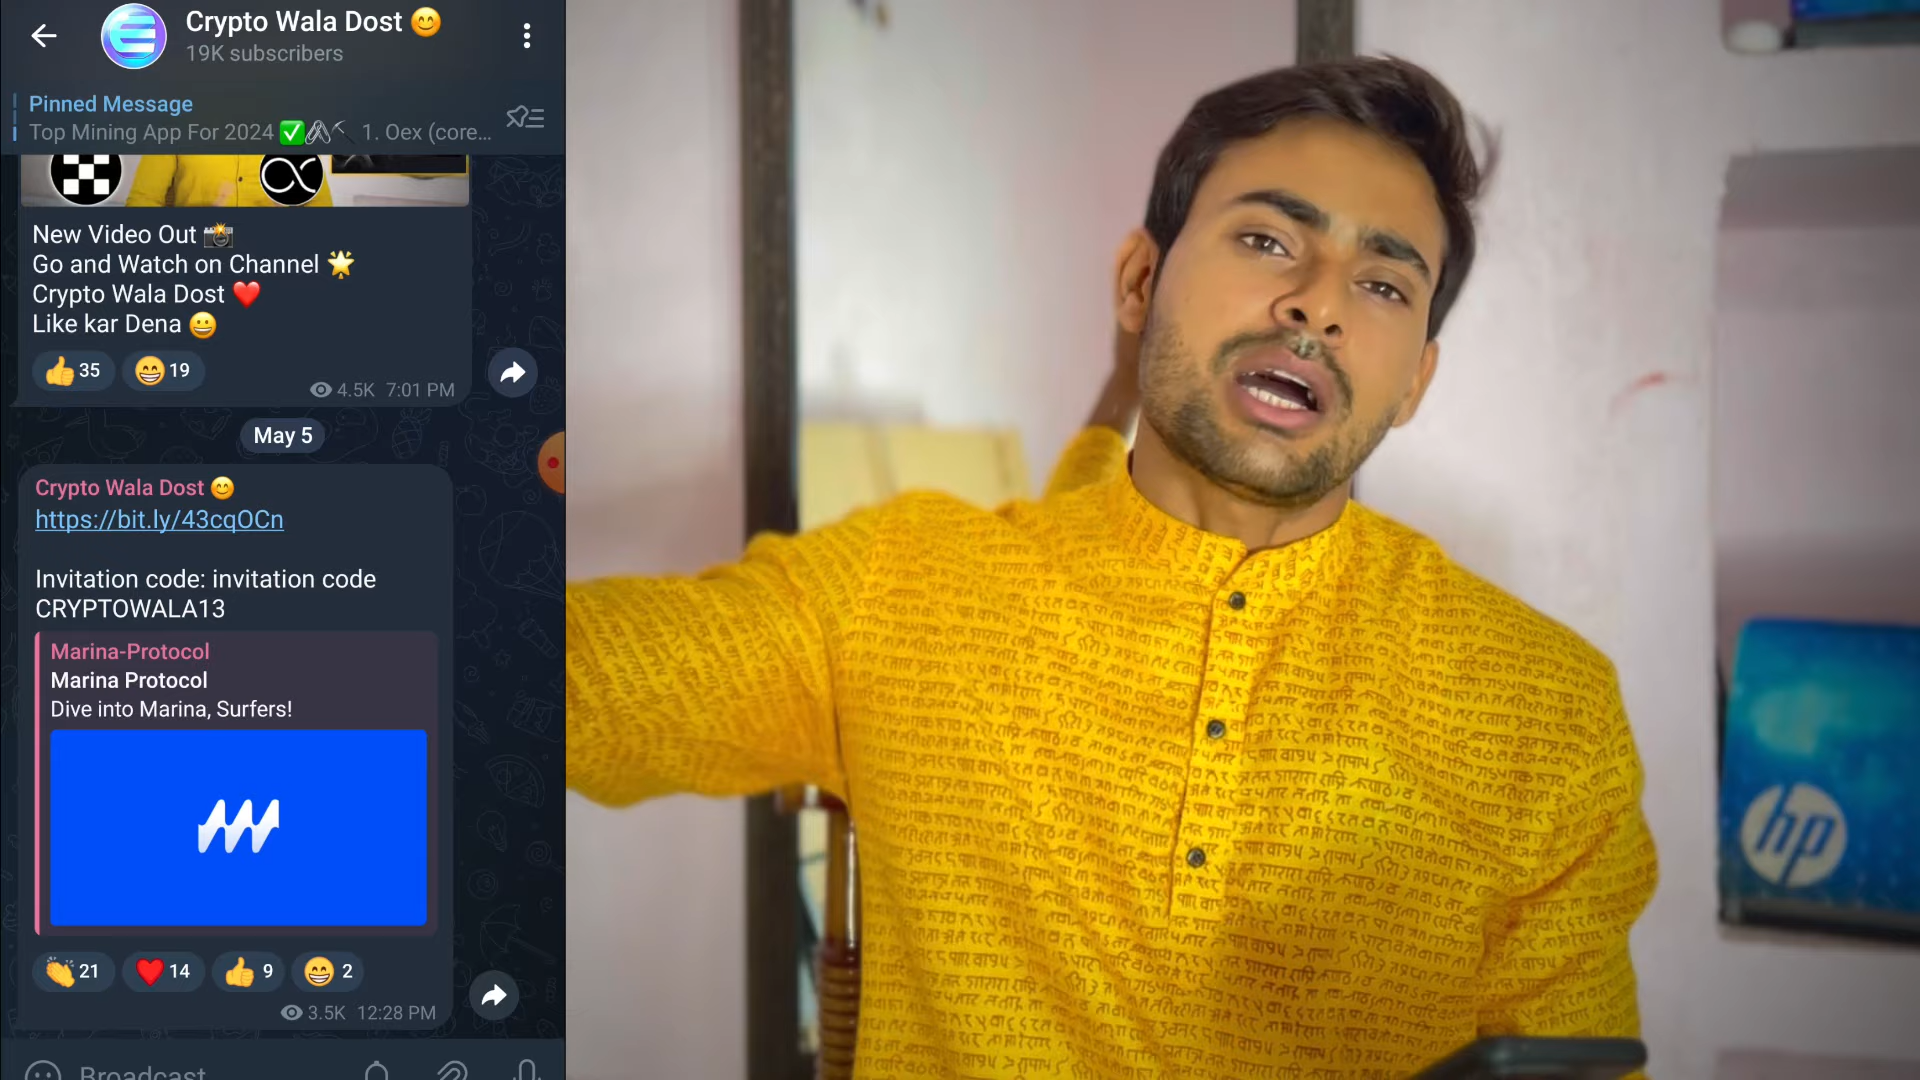 Crypto Wala Dost 😊
19K subscribers
Pinned Message
Top Mining App For 2024 ✅🖇⛏ 1. Oex (core...
New Video Out 📸
Go and Watch on Channel 🌟
Crypto Wala Dost ❤️
Like kar Dena 😀
👍 35 😁 19
4.5K 7:01 PM
May 5
Crypto Wala Dost 😊
https://bit.ly/43cqOCn
Invitation code: invitation code
CRYPTOWALA13
Marina-Protocol
Marina Protocol
Dive into Marina, Surfers!
👏 21 ❤️ 14 👍 9 😁 2
3.5K 12:28 PM
Broadcast
hp